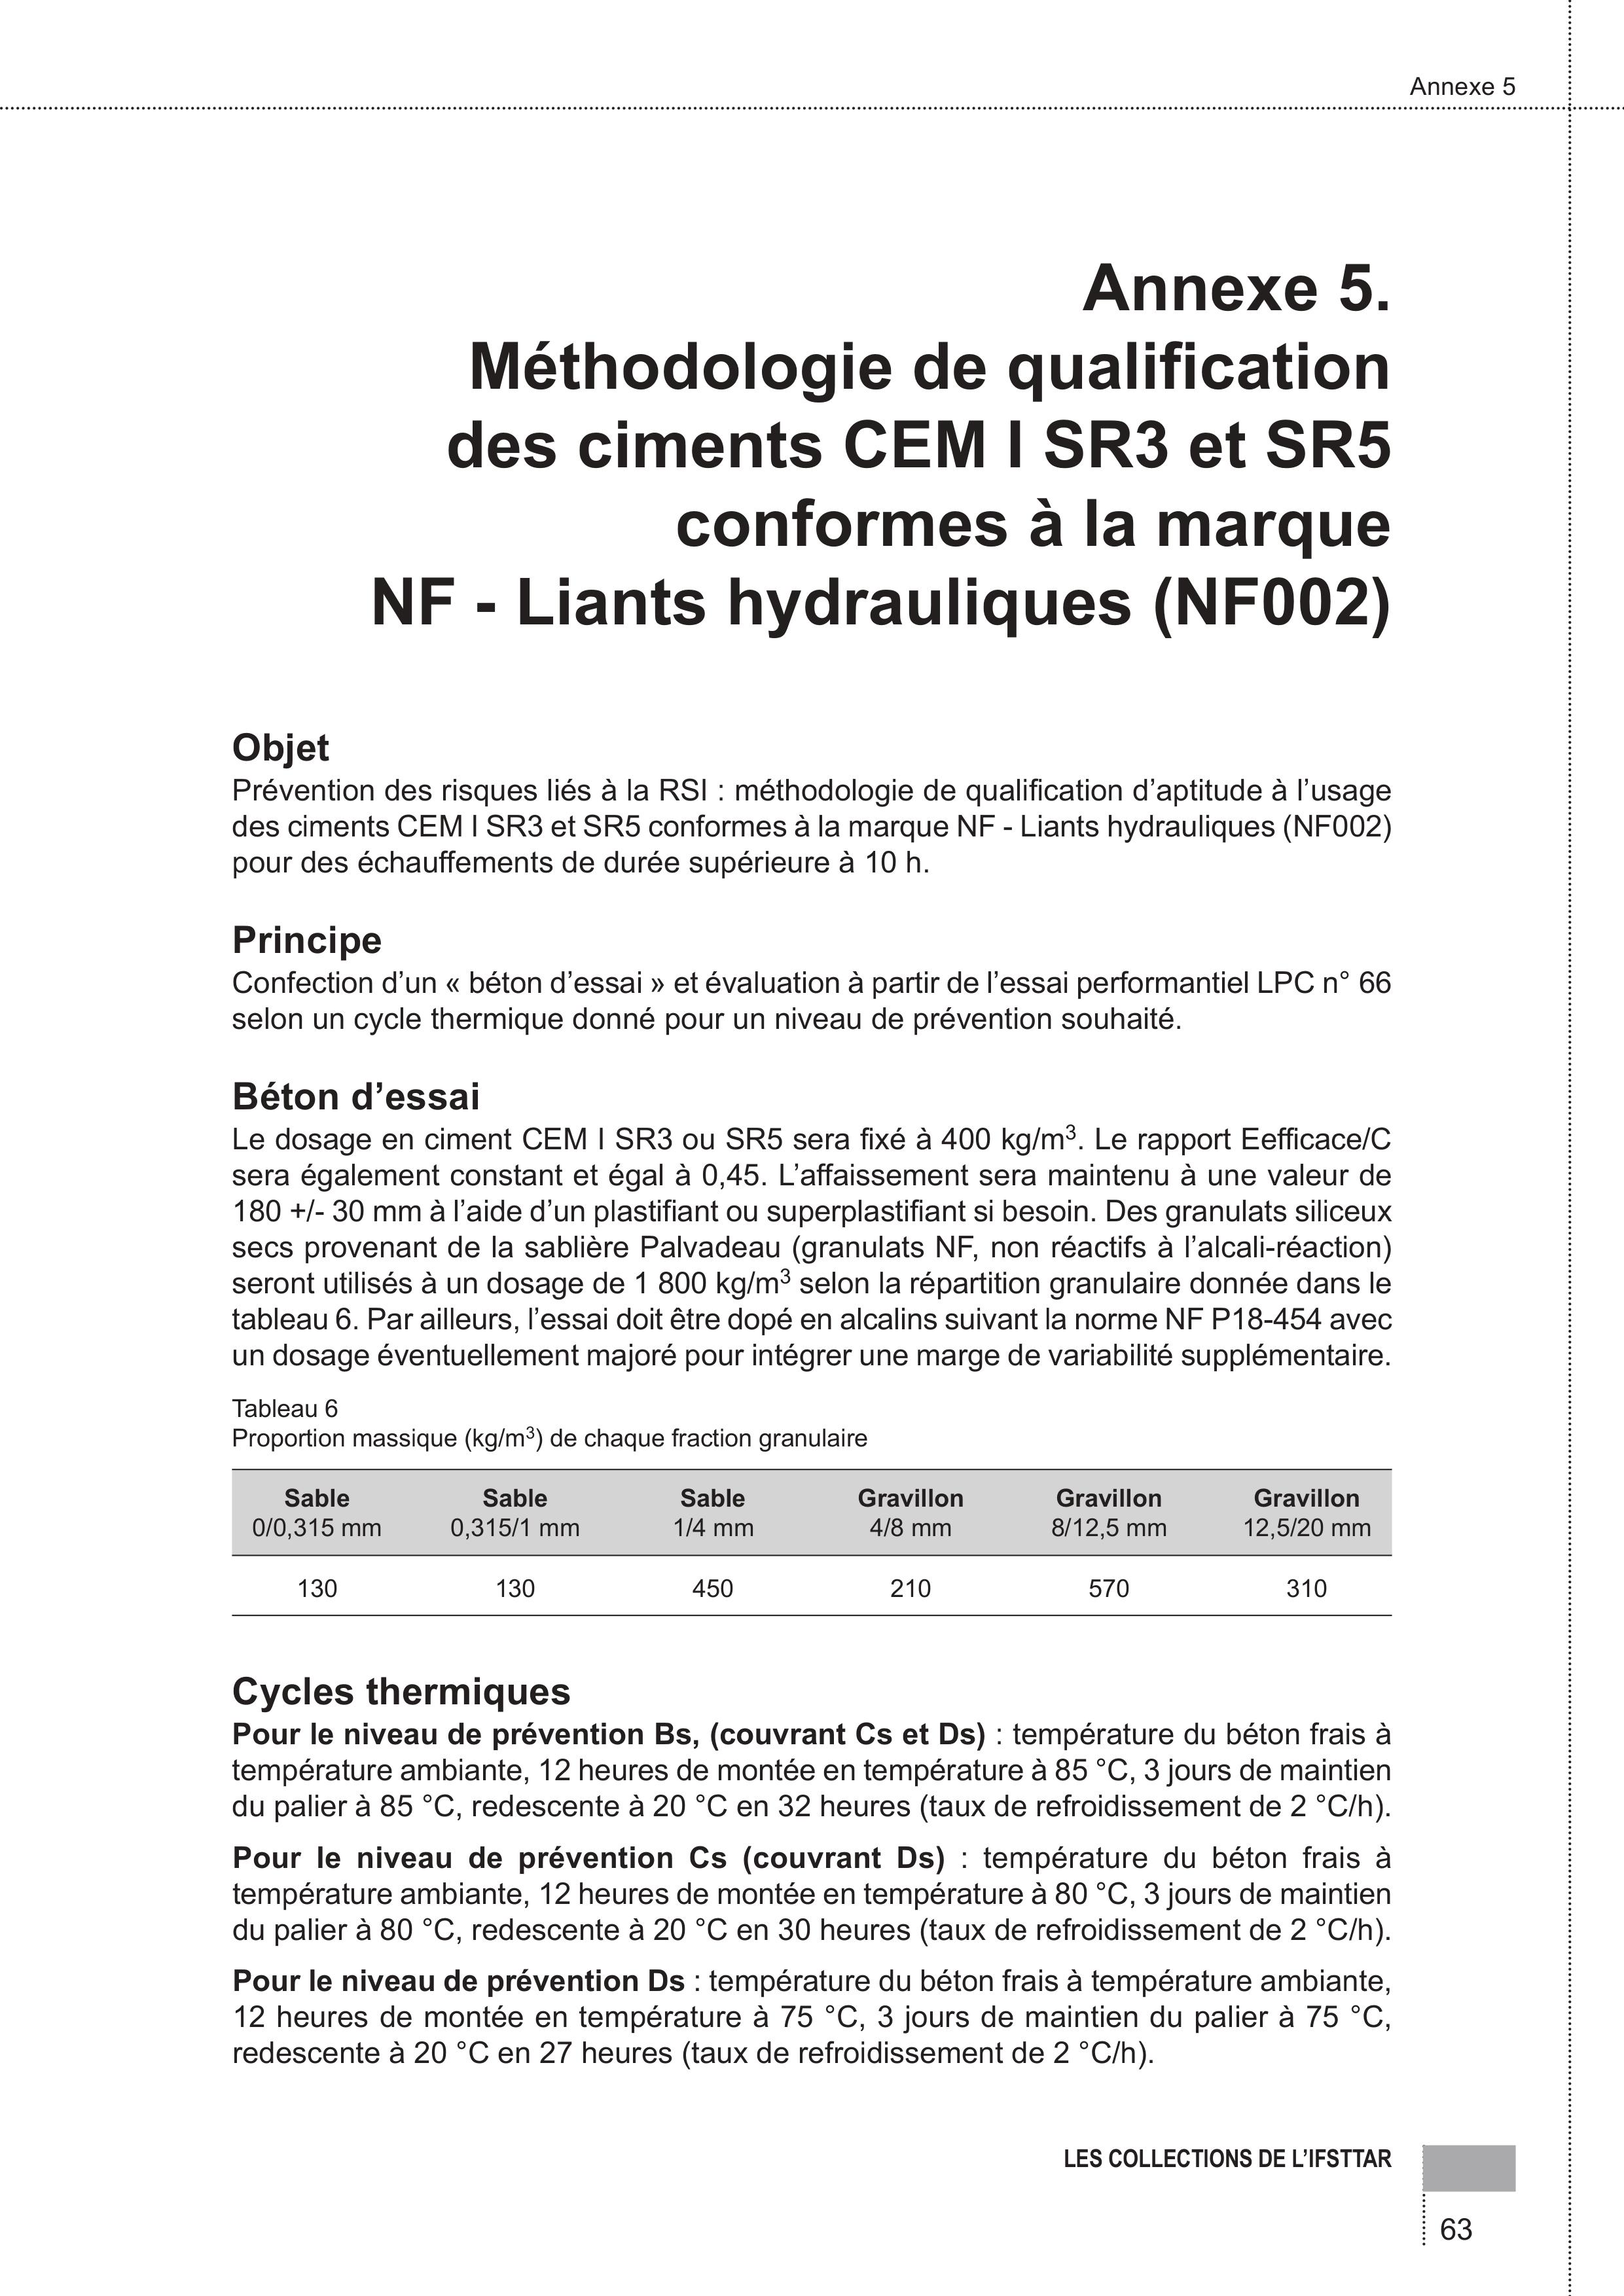 Annexe 5
Annexe 5.
Méthodologie de qualification
des ciments CEM I SR3 et SR5
conformes à la marque
NF - Liants hydrauliques (NF002)
Objet
Prévention des risques liés à la RSI : méthodologie de qualification d’aptitude à l’usage
des ciments CEM I SR3 et SR5 conformes à la marque NF - Liants hydrauliques (NF002)
pour des échauffements de durée supérieure à 10 h.
Principe
Confection d’un « béton d’essai » et évaluation à partir de l’essai performantiel LPC n° 66
selon un cycle thermique donné pour un niveau de prévention souhaité.
Béton d’essai
Le dosage en ciment CEM I SR3 ou SR5 sera fixé à 400 kg/m³. Le rapport Eefficace/C
sera également constant et égal à 0,45. L’affaissement sera maintenu à une valeur de
180 +/- 30 mm à l’aide d’un plastifiant ou superplastifiant si besoin. Des granulats siliceux
secs provenant de la sablière Palvadeau (granulats NF, non réactifs à l’alcali-réaction)
seront utilisés à un dosage de 1 800 kg/m³ selon la répartition granulaire donnée dans le
tableau 6. Par ailleurs, l’essai doit être dopé en alcalins suivant la norme NF P18-454 avec
un dosage éventuellement majoré pour intégrer une marge de variabilité supplémentaire.
Tableau 6
Proportion massique (kg/m³) de chaque fraction granulaire
Sable Sable Sable Gravillon Gravillon Gravillon
0/0,315 mm 0,315/1 mm 1/4 mm 4/8 mm 8/12,5 mm 12,5/20 mm
130 130 450 210 570 310
Cycles thermiques
Pour le niveau de prévention Bs, (couvrant Cs et Ds) : température du béton frais à
température ambiante, 12 heures de montée en température à 85 °C, 3 jours de maintien
du palier à 85 °C, redescente à 20 °C en 32 heures (taux de refroidissement de 2 °C/h).
Pour le niveau de prévention Cs (couvrant Ds) : température du béton frais à
température ambiante, 12 heures de montée en température à 80 °C, 3 jours de maintien
du palier à 80 °C, redescente à 20 °C en 30 heures (taux de refroidissement de 2 °C/h).
Pour le niveau de prévention Ds : température du béton frais à température ambiante,
12 heures de montée en température à 75 °C, 3 jours de maintien du palier à 75 °C,
redescente à 20 °C en 27 heures (taux de refroidissement de 2 °C/h).
LES COLLECTIONS DE L’IFSTTAR
63